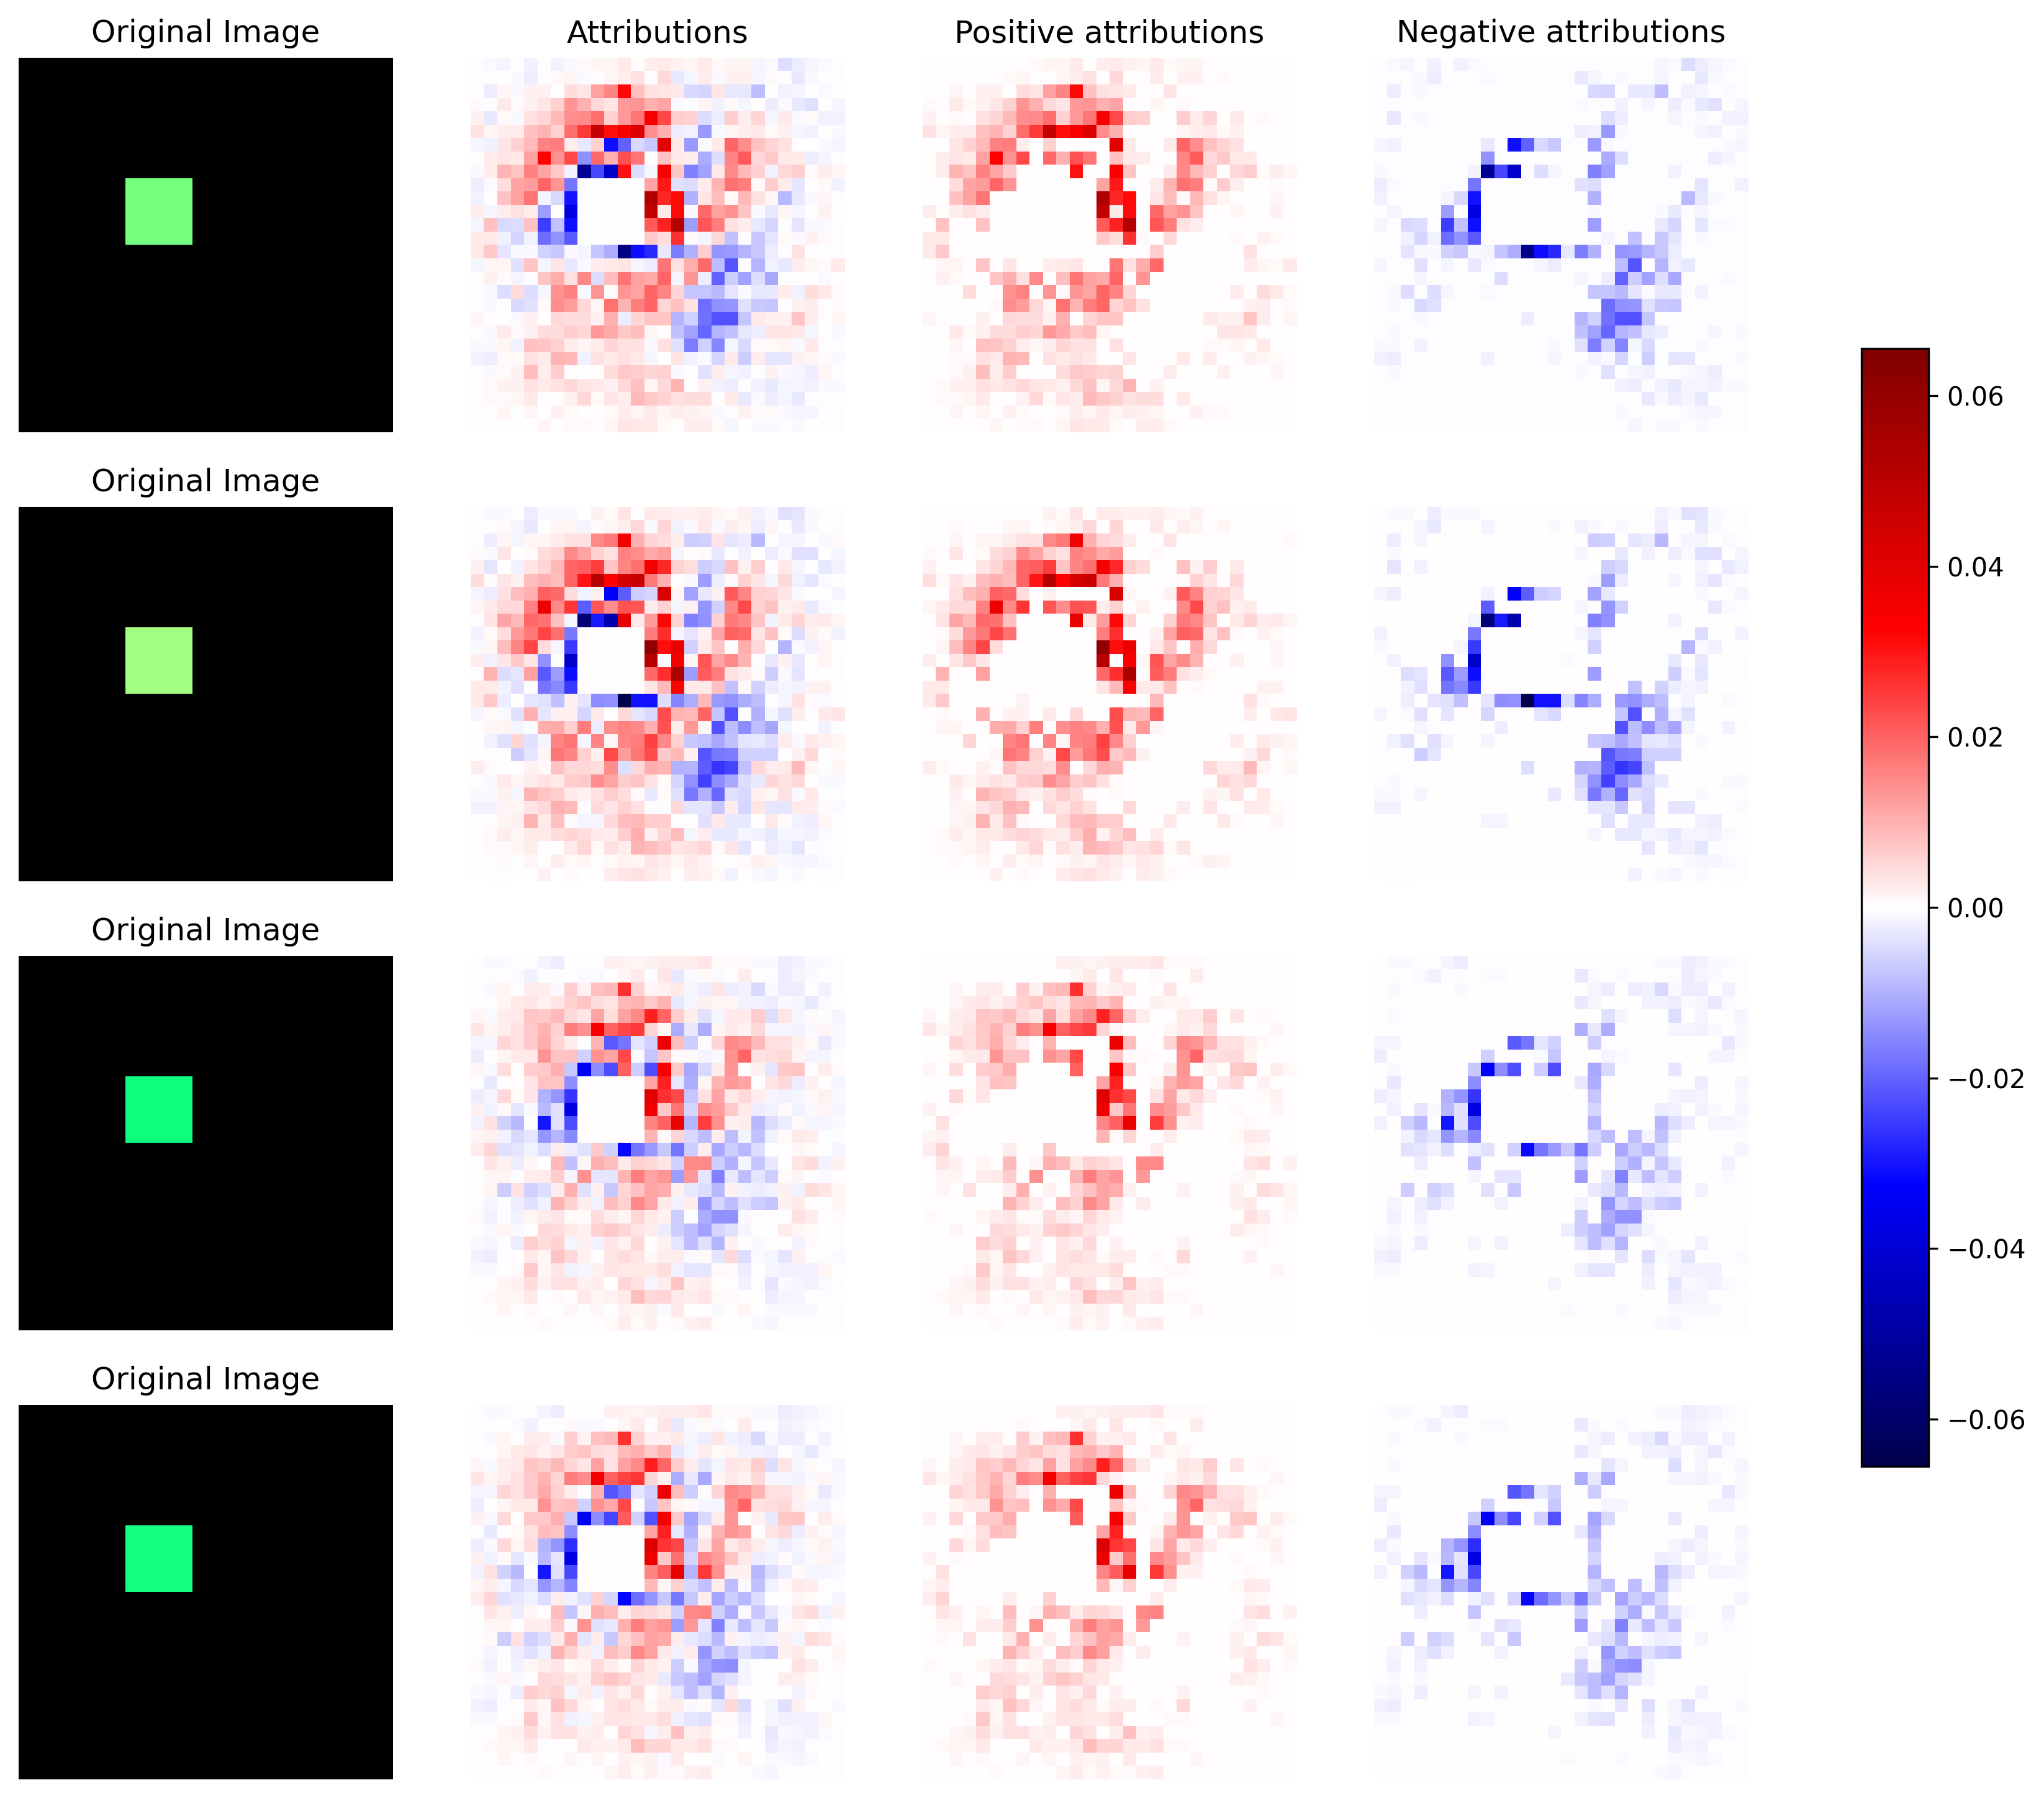 Original Image
Attributions
Positive attributions
Negative attributions
Original Image
Original Image
Original Image
0.06
0.04
0.02
0.00
−0.02
−0.04
−0.06